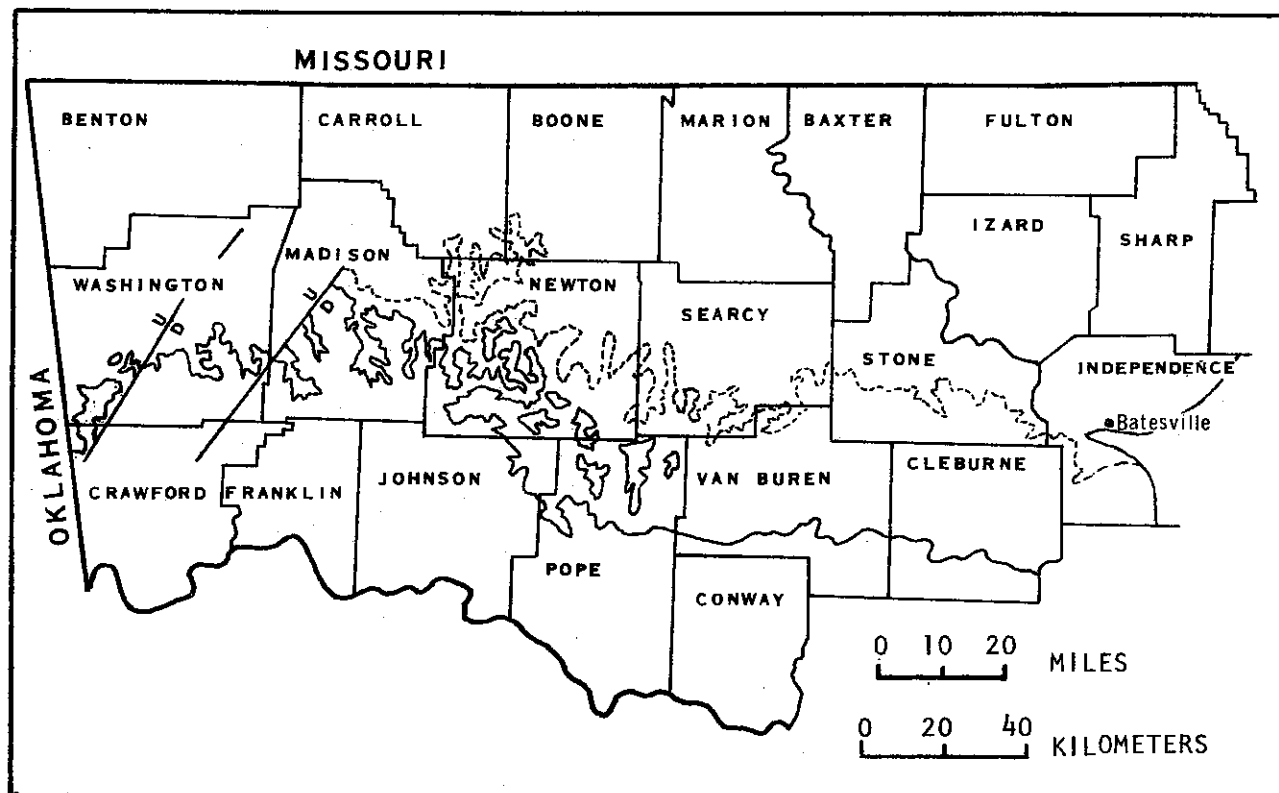 MISSOURI
BENTON
CARROLL
BOONE
MARION
BAXTER
FULTON
IZARD
SHARP
MADISON
WASHINGTON
NEWTON
SEARCY
STONE
INDEPENDENCE
Batesville
U
D
U
D
OKLAHOMA
CRAWFORD
FRANKLIN
JOHNSON
VAN BUREN
CLEBURNE
POPE
CONWAY
0 10 20 MILES
0 20 40 KILOMETERS